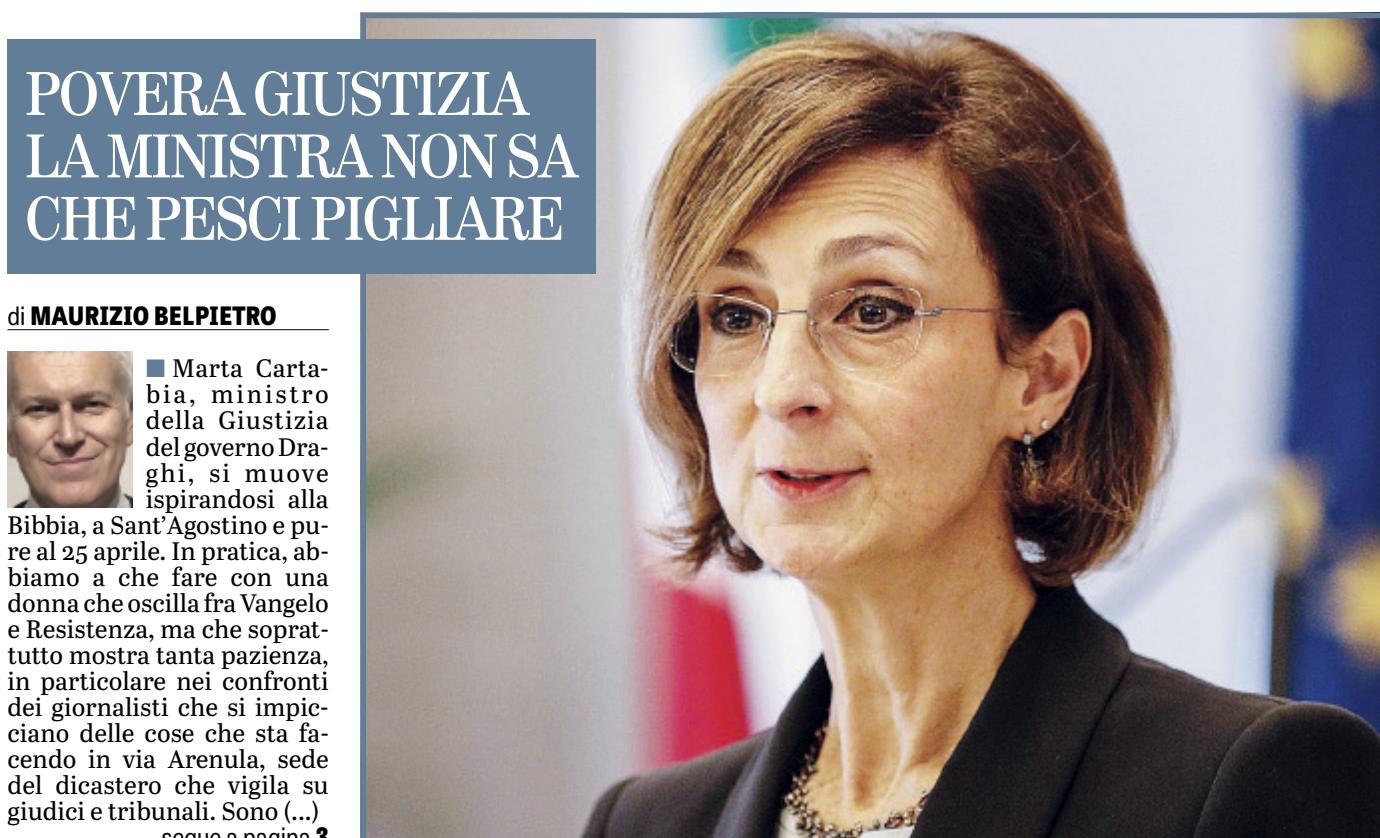 POVERA GIUSTIZIA
LA MINISTRA NON SA
CHE PESCI PIGLIARE
di MAURIZIO BELPIETRO
■ Marta Carta-
bia, ministro
della Giustizia
del governo Dra-
ghi, si muove
ispirandosi alla
Bibbia, a Sant'Agostino e pu-
re al 25 aprile. In pratica, ab-
biamo a che fare con una
donna che oscilla fra Vangelo
e Resistenza, ma che soprat-
tutto mostra tanta pazienza,
in particolare nei confronti
dei giornalisti che si impic-
ciano delle cose che sta fa-
cendo in via Arenula, sede
del dicastero che vigila su
giudici e tribunali. Sono (...)
segue a pagina 3